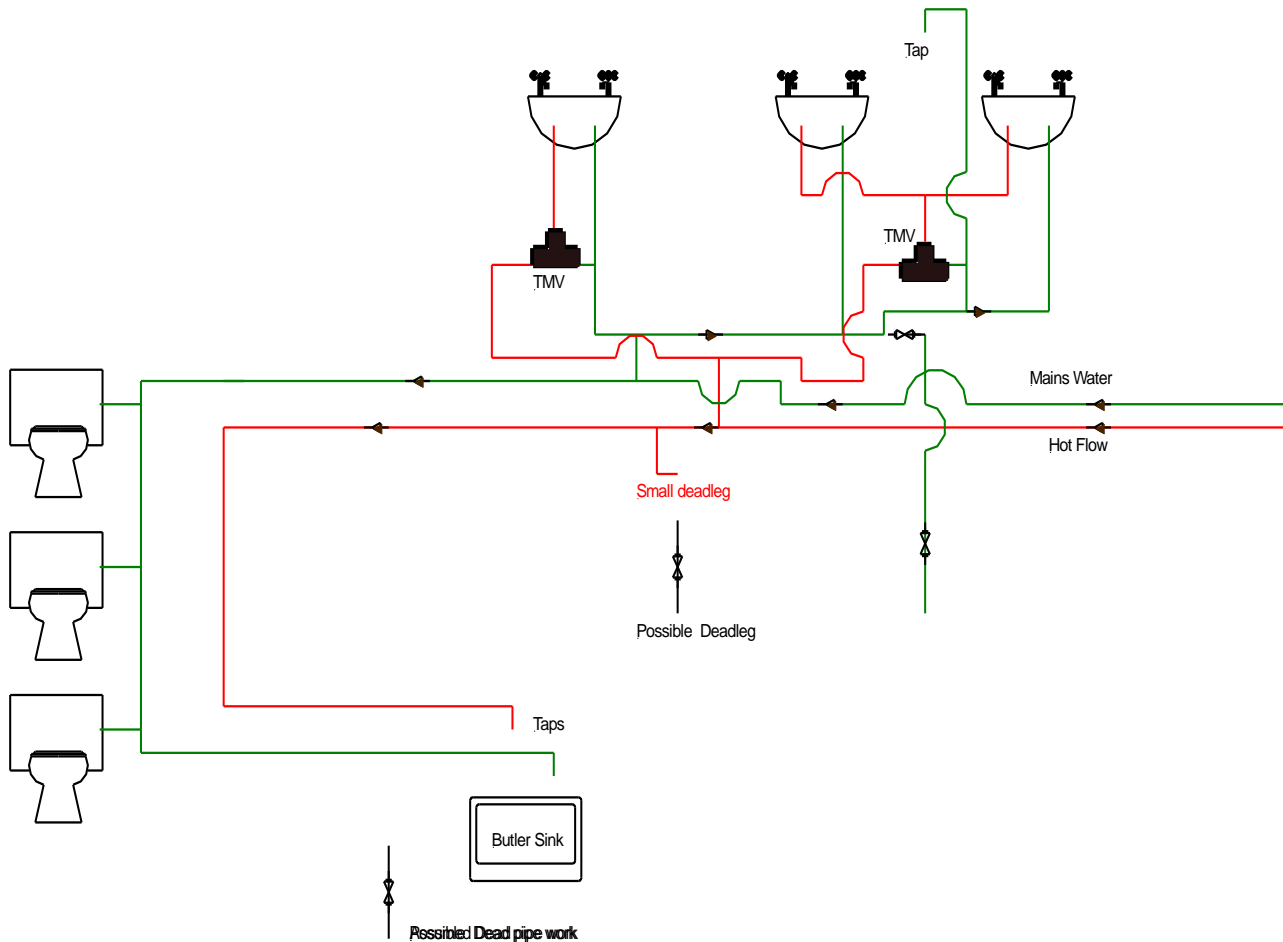 Tap
TMV
TMV
Mains Water
Hot Flow
Small deadleg
Possible Deadleg
Taps
Butler Sink
Dead pipe work